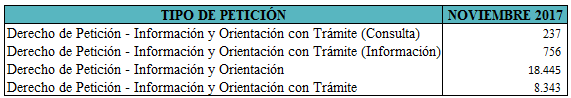 TIPO DE PETICIÓN NOVIEMBRE 2017
Derecho de Petición - Información y Orientación con Trámite (Consulta) 237
Derecho de Petición - Información y Orientación con Trámite (Información) 756
Derecho de Petición - Información y Orientación 18.445
Derecho de Petición - Información y Orientación con Trámite 8.343